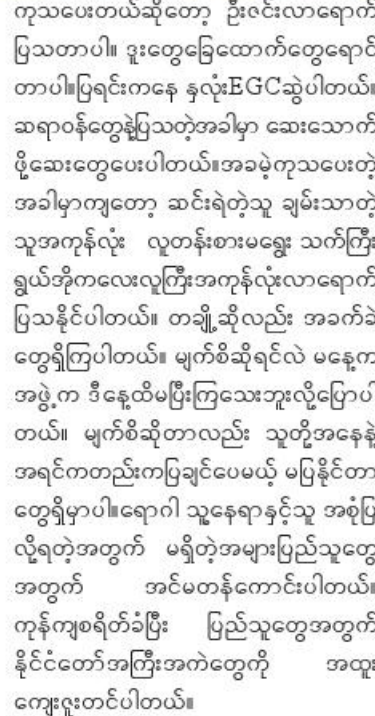 ကုသပေးတယ်ဆိုတော့ ဦးဇင်းလာရောက်
ပြသတာပါ။ ဒူးတွေခြေထောက်တွေရောင်
တာပါ။ပြရင်းကနေ နှလုံးEGCဆွဲပါတယ်။
ဆရာဝန်တွေနဲ့ပြသတဲ့အခါမှာ ဆေးသောက်
ဖို့ဆေးတွေပေးပါတယ်။အခမဲ့ကုသပေးတဲ့
အခါမှာကျတော့ ဆင်းရဲတဲ့သူ ချမ်းသာတဲ့
သူအကုန်လုံး လူတန်းစားမရွေး သက်ကြီး
ရွယ်အိုကလေးလူကြီးအကုန်လုံးလာရောက်
ပြသနိုင်ပါတယ်။ တချို့ဆိုလည်း အခက်ခဲ
တွေရှိကြပါတယ်။ မျက်စိဆိုရင်လဲ မနေ့က
အဖွဲ့က ဒီနေ့ထိမပြီးကြသေးဘူးလို့ပြောပါ
တယ်။ မျက်စိဆိုတာလည်း သူတို့အနေနဲ့
အရင်ကတည်းကပြချင်ပေမယ့် မပြနိုင်တာ
တွေရှိမှာပါ။ရောဂါ သူ့နေရာနှင့်သူ အစုံပြ
လို့ရတဲ့အတွက် မရှိတဲ့အများပြည်သူတွေ
အတွက် အင်မတန်ကောင်းပါတယ်။
ကုန်ကျစရိတ်ခံပြီး ပြည်သူတွေအတွက်
နိုင်ငံတော်အကြီးအကဲတွေကို အထူး
ကျေးဇူးတင်ပါတယ်။